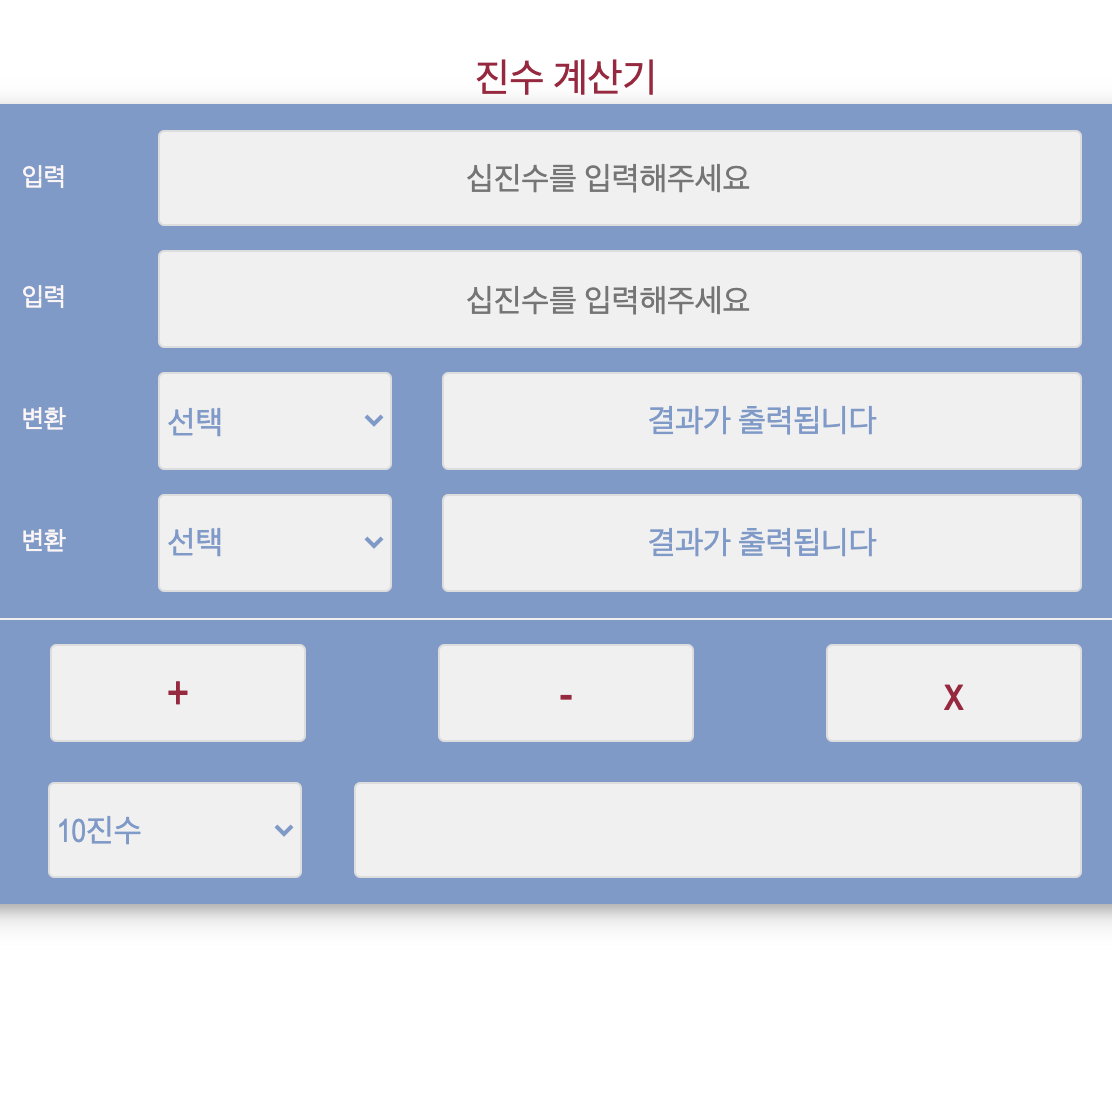 진수 계산기
입력 십진수를 입력해주세요
입력 십진수를 입력해주세요
변환 선택 결과가 출력됩니다
변환 선택 결과가 출력됩니다
+ - x
10진수